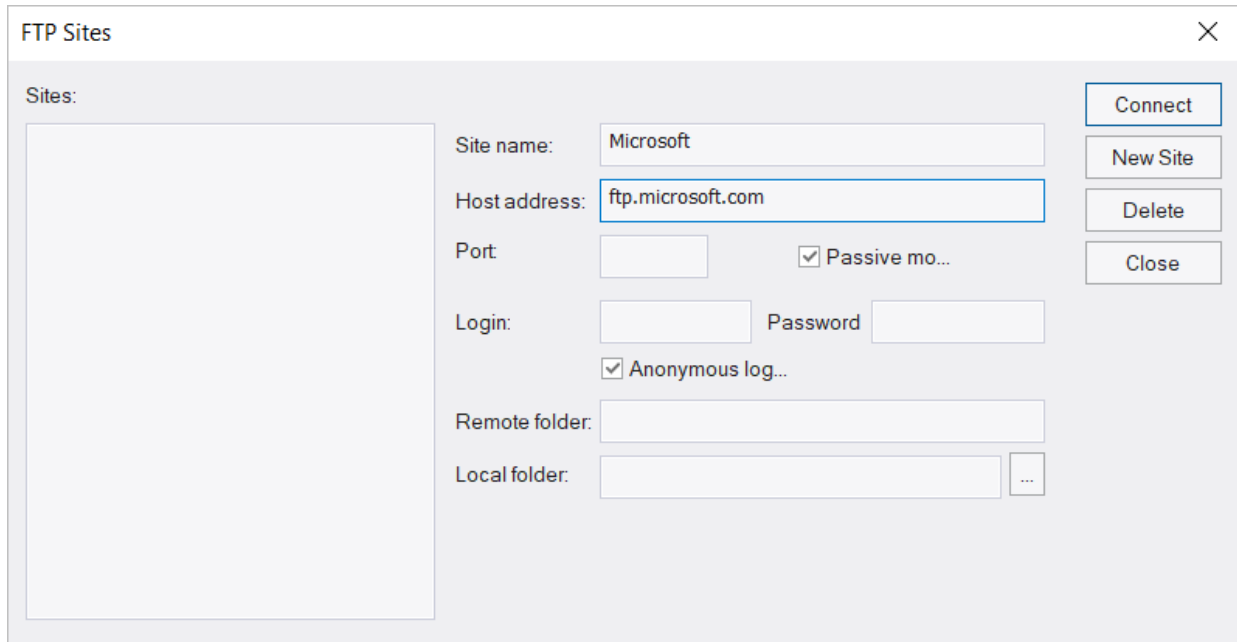 FTP Sites
Sites:
Connect
Site name: Microsoft
New Site
Host address: ftp.microsoft.com
Delete
Port: Passive mo...
Close
Login: Password
Anonymous log...
Remote folder:
Local folder: ...